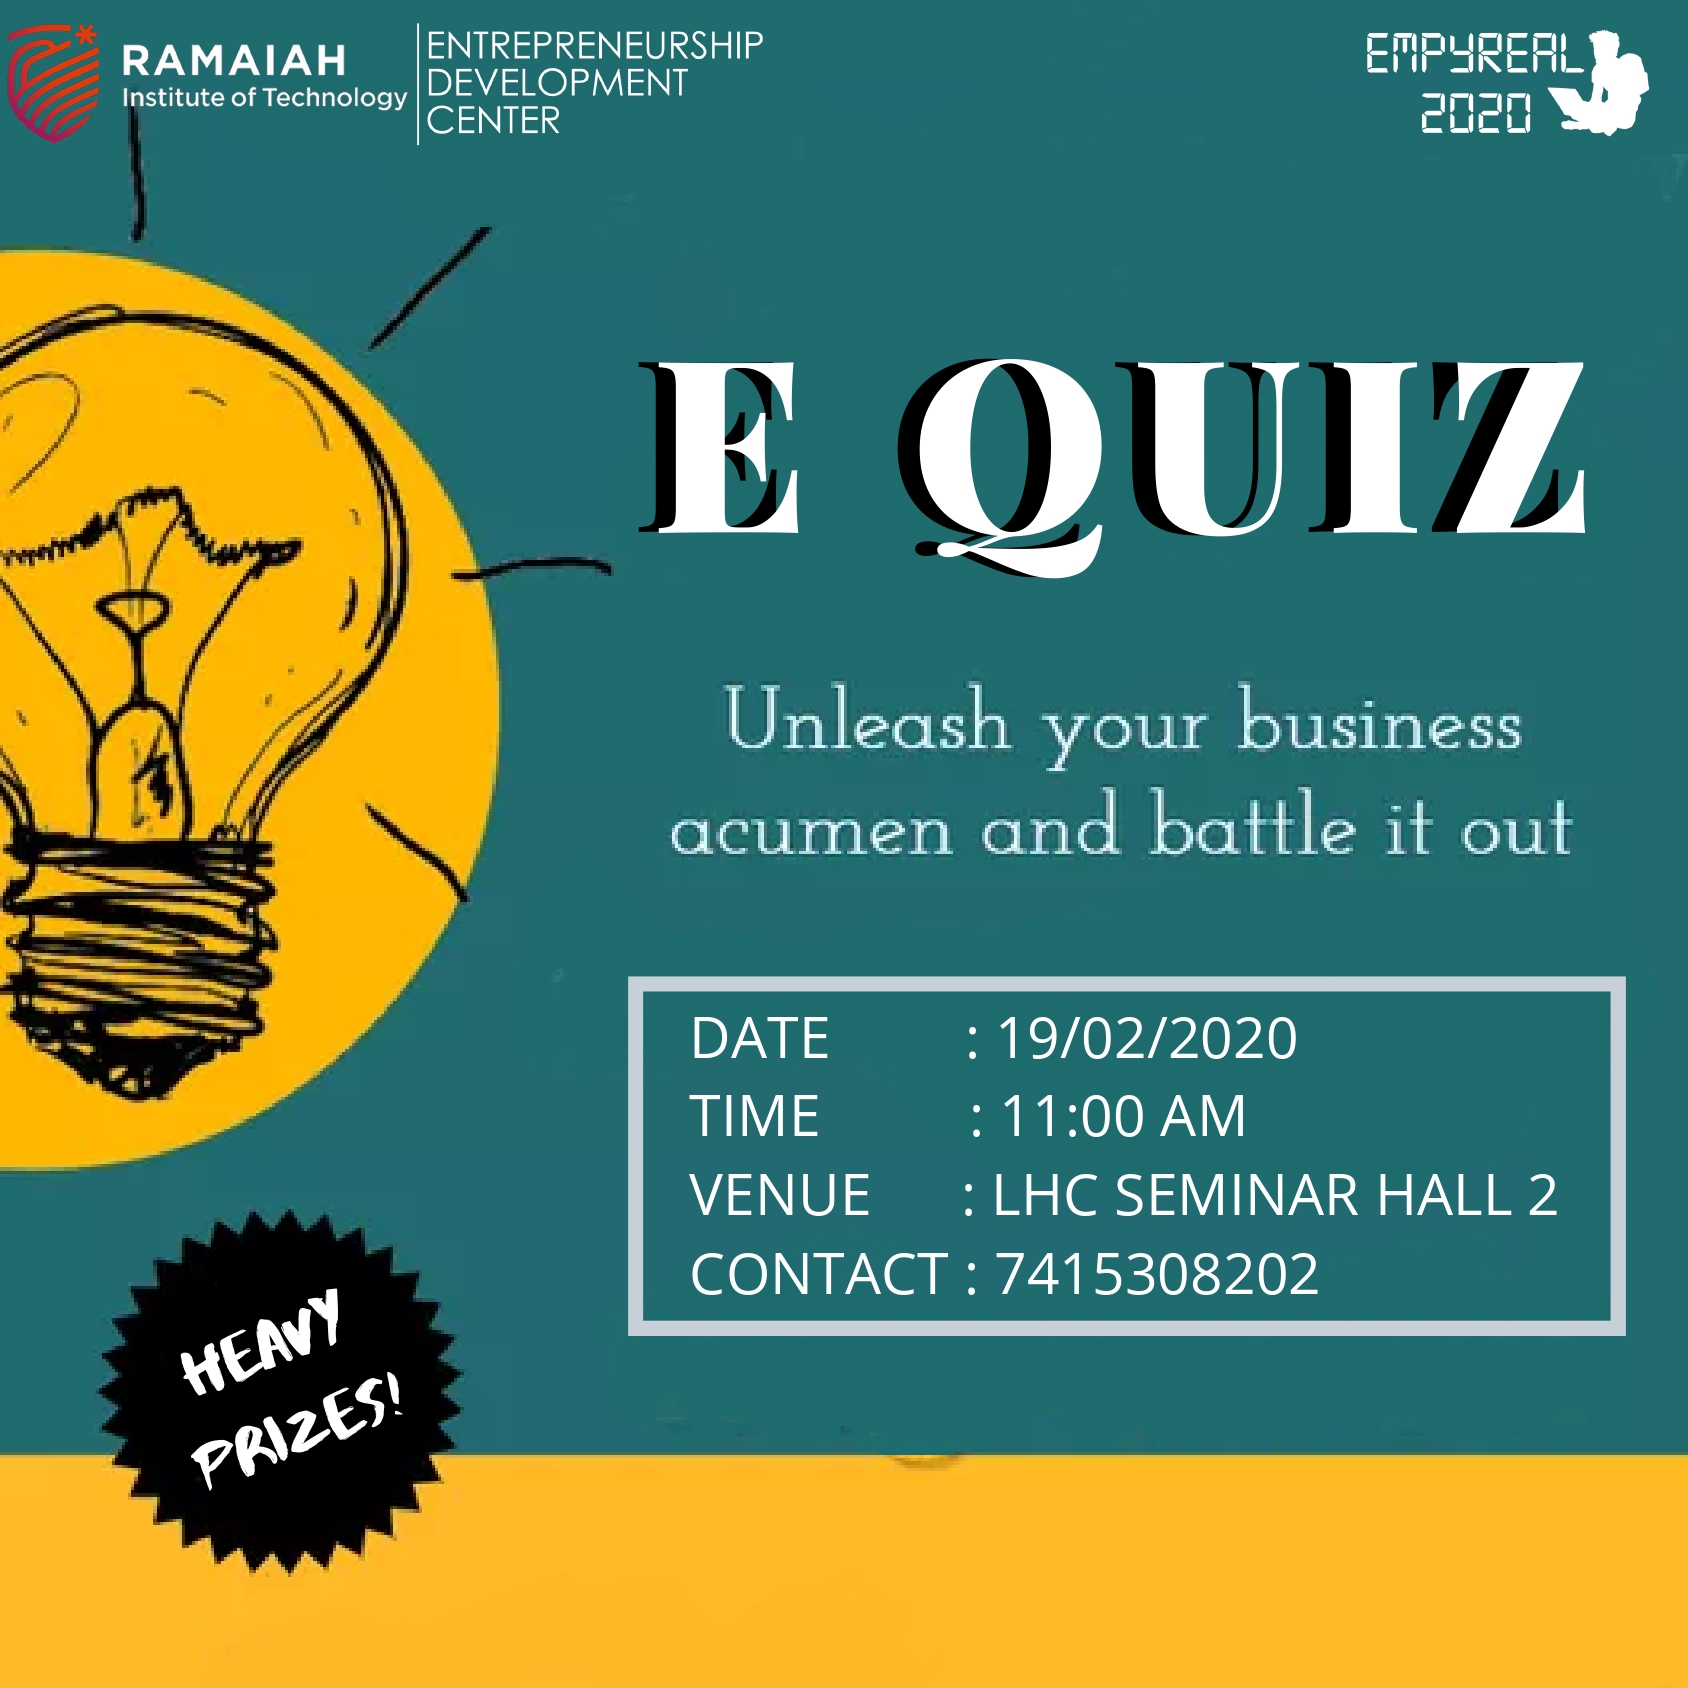 RAMAIAH
Institute of Technology
ENTREPRENEURSHIP
DEVELOPMENT
CENTER
EMPYREAL
2020
E QUIZ
Unleash your business
acumen and battle it out
DATE : 19/02/2020
TIME : 11:00 AM
VENUE : LHC SEMINAR HALL 2
CONTACT : 7415308202
HEAVY
PRIZES!